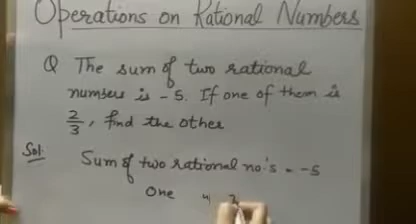 Operations on Rational Numbers
Q The sum of two rational
numbers is - 5. If one of them is
2/3, find the other
Sol:
Sum of two rational no's = -5
One " 2